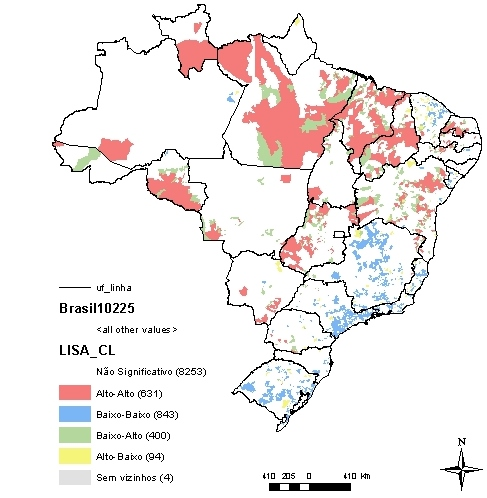 uf_linha
Brasil10225
<all other values>
LISA_CL
Não Significativo (8253)
Alto-Alto (631)
Baixo-Baixo (843)
Baixo-Alto (400)
Alto-Baixo (94)
Sem vizinhos (4)
N
W E
S
410 205 0 410 Km